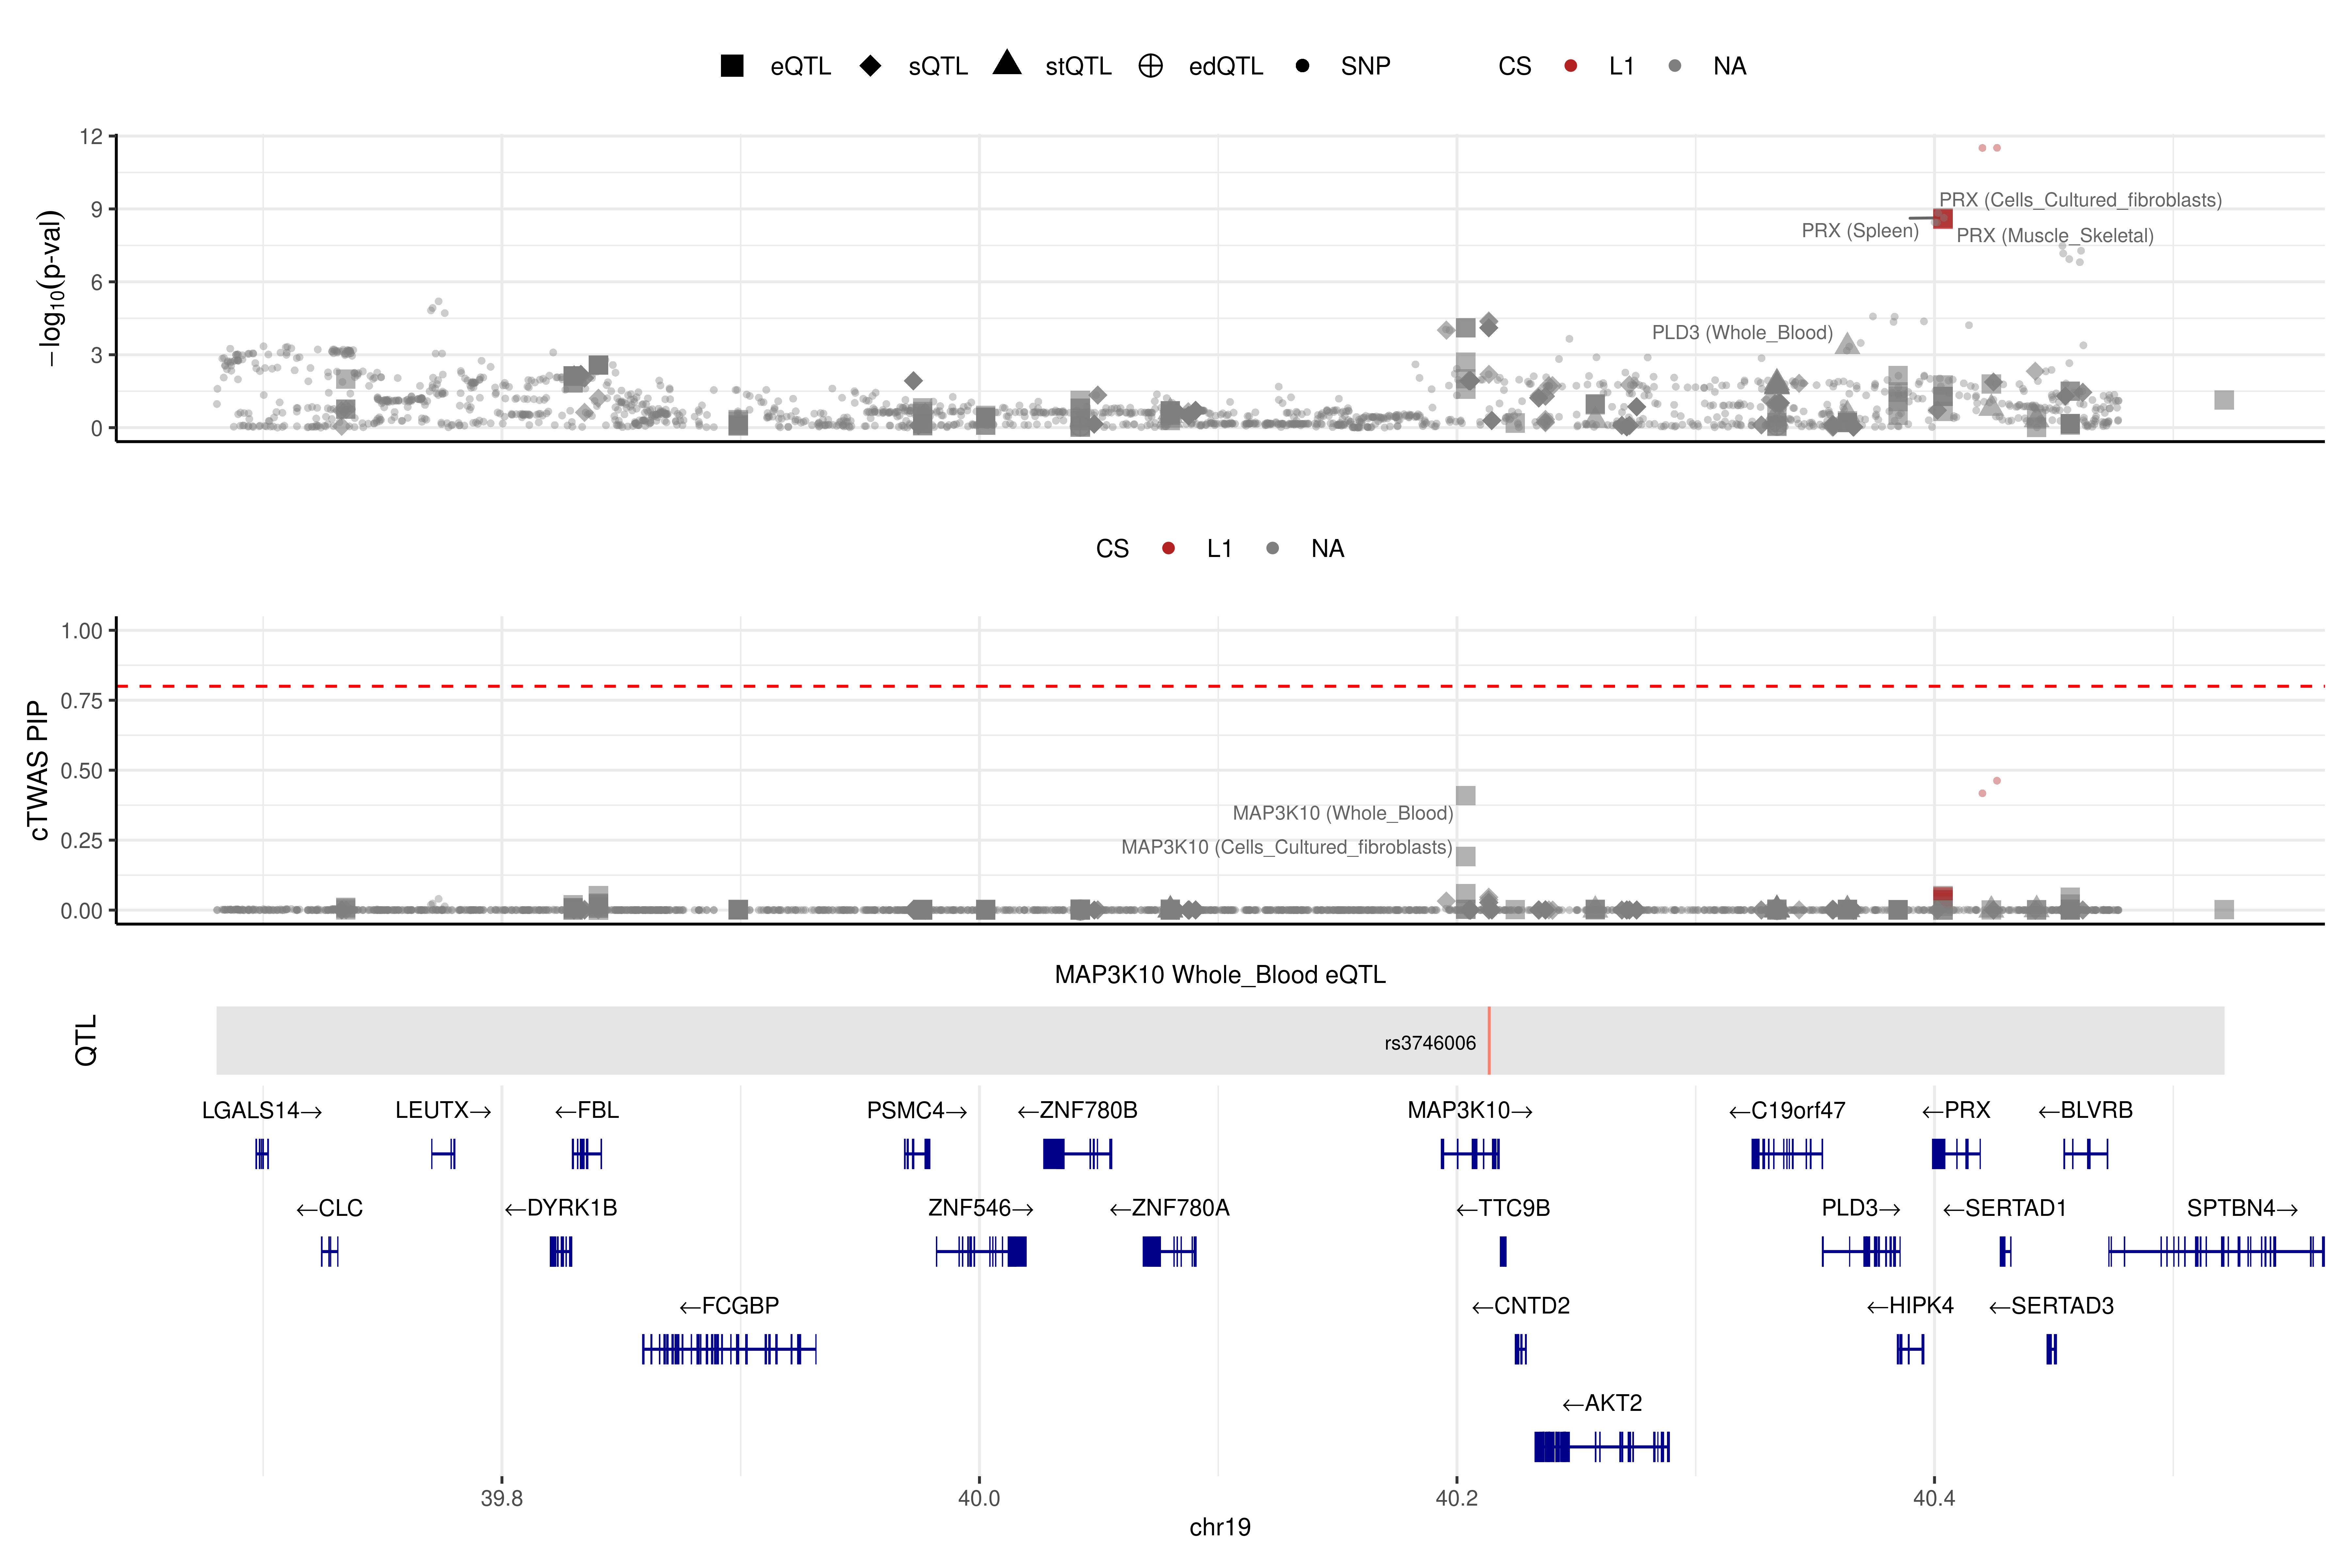 eQTL sQTL stQTL edQTL SNP CS L1 NA
12
9
6
3
0
−log10(p-val)
PRX (Cells_Cultured_fibroblasts)
PRX (Spleen)
PRX (Muscle_Skeletal)
PLD3 (Whole_Blood)
CS L1 NA
1.00
0.75
0.50
0.25
0.00
cTWAS PIP
MAP3K10 (Whole_Blood)
MAP3K10 (Cells_Cultured_fibroblasts)
MAP3K10 Whole_Blood eQTL
QTL
rs3746006
LGALS14→ LEUTX→ ←FBL PSMC4→ ←ZNF780B MAP3K10→ ←C19orf47 ←PRX ←BLVRB
←CLC ←DYRK1B ZNF546→ ←ZNF780A ←TTC9B PLD3→ ←SERTAD1 SPTBN4→
←FCGBP ←CNTD2 ←HIPK4 ←SERTAD3
←AKT2
39.8 40.0 40.2 40.4
chr19